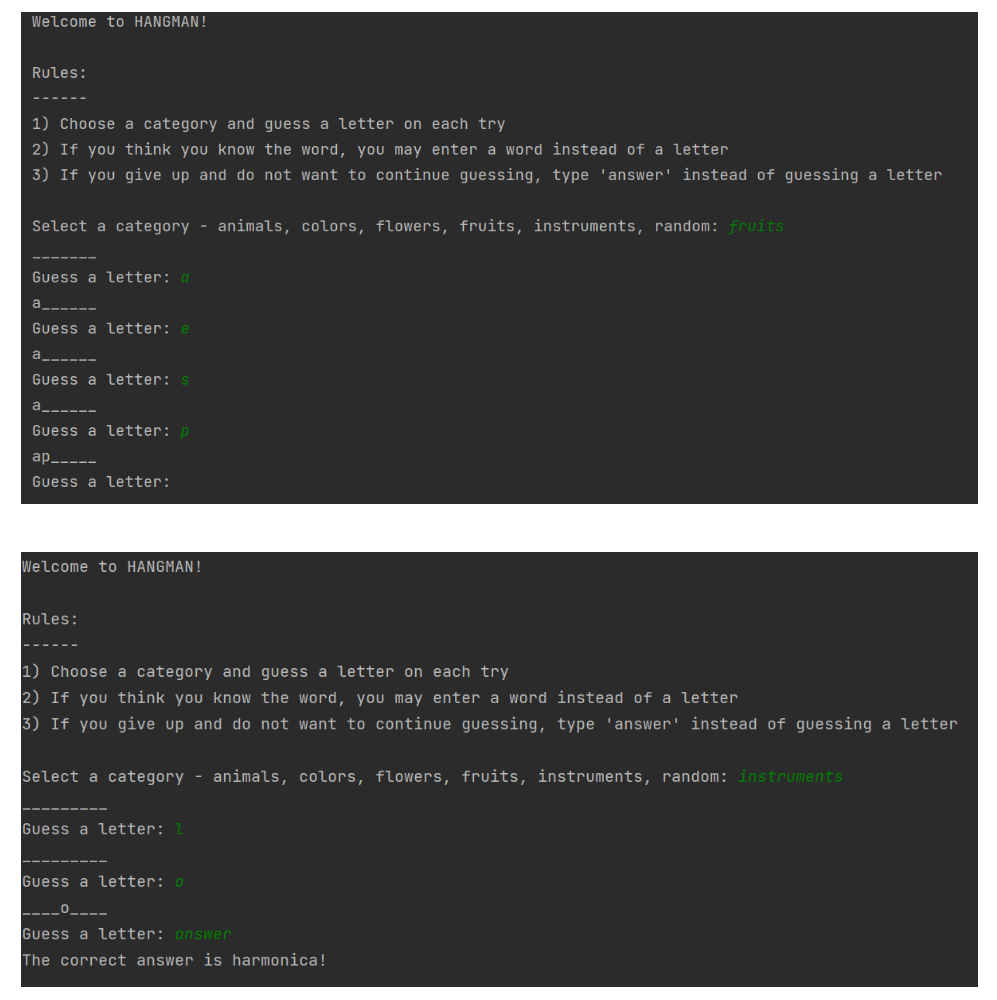 Welcome to HANGMAN!
Rules:
------
1) Choose a category and guess a letter on each try
2) If you think you know the word, you may enter a word instead of a letter
3) If you give up and do not want to continue guessing, type 'answer' instead of guessing a letter
Select a category - animals, colors, flowers, fruits, instruments, random: fruits
_______
Guess a letter: a
a______
Guess a letter: e
a______
Guess a letter: s
a______
Guess a letter: p
ap_____
Guess a letter:
Welcome to HANGMAN!
Rules:
------
1) Choose a category and guess a letter on each try
2) If you think you know the word, you may enter a word instead of a letter
3) If you give up and do not want to continue guessing, type 'answer' instead of guessing a letter
Select a category - animals, colors, flowers, fruits, instruments, random: instruments
_________
Guess a letter: l
_________
Guess a letter: o
____o____
Guess a letter: answer
The correct answer is harmonica!